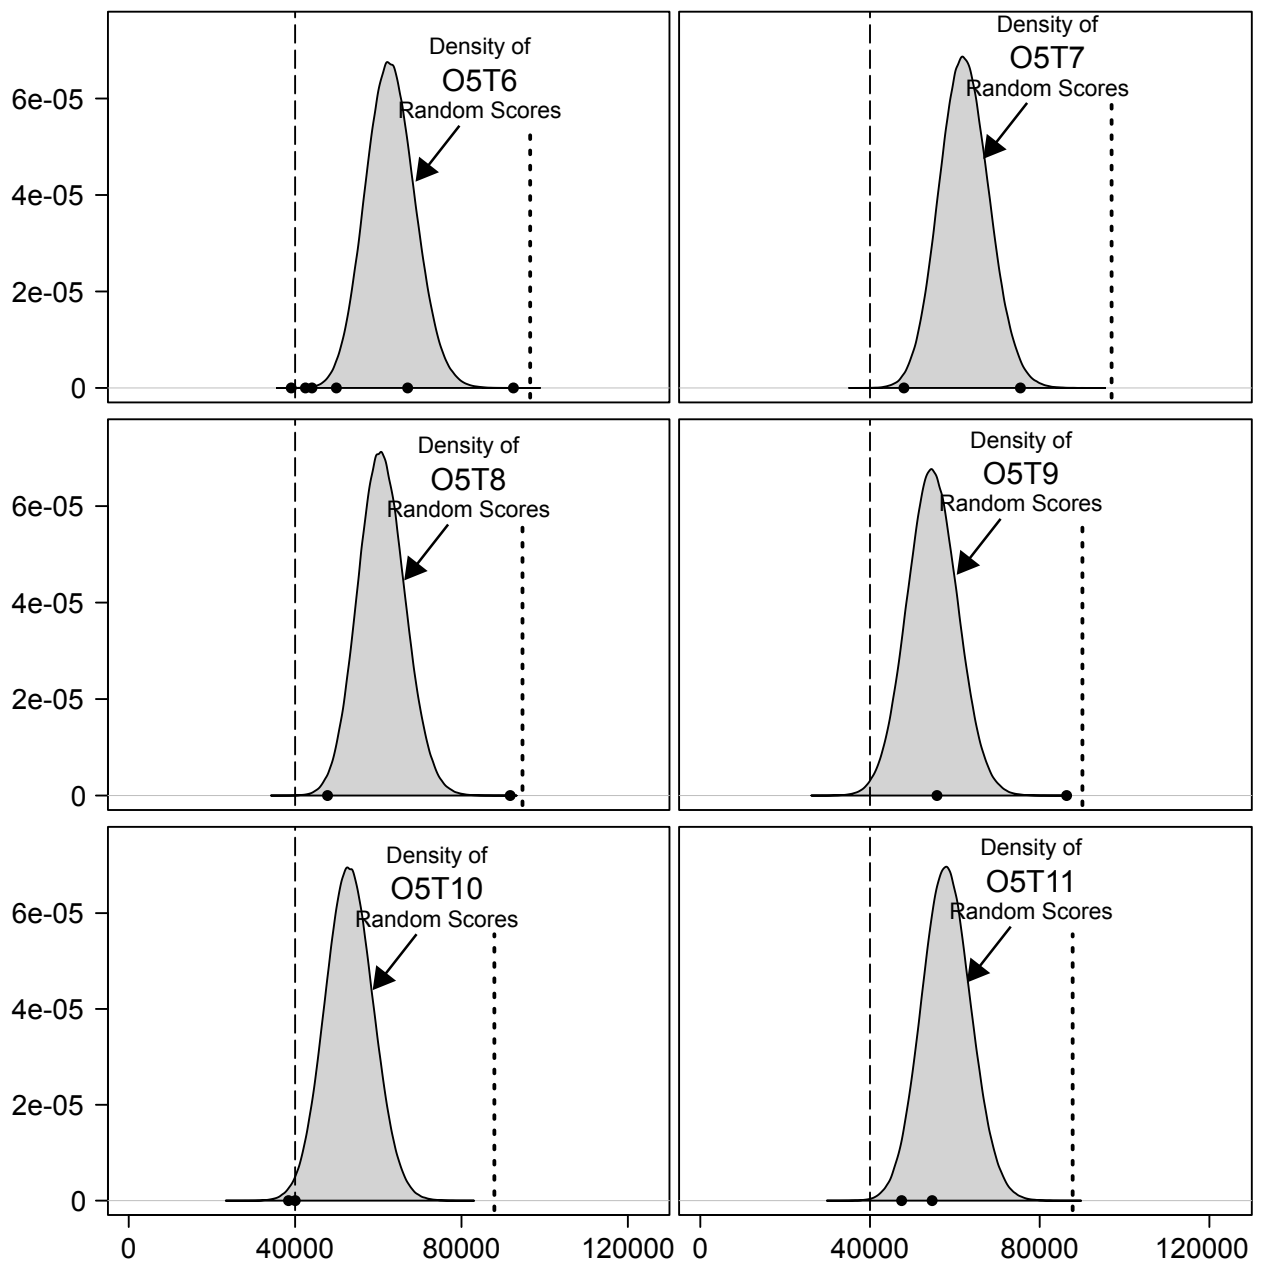 Density of
O5T6
Random Scores
6e-05
4e-05
2e-05
0
Density of
O5T7
Random Scores
Density of
O5T8
Random Scores
6e-05
4e-05
2e-05
0
Density of
O5T9
Random Scores
Density of
O5T10
Random Scores
6e-05
4e-05
2e-05
0
Density of
O5T11
Random Scores
0 40000 80000 120000
0 40000 80000 120000